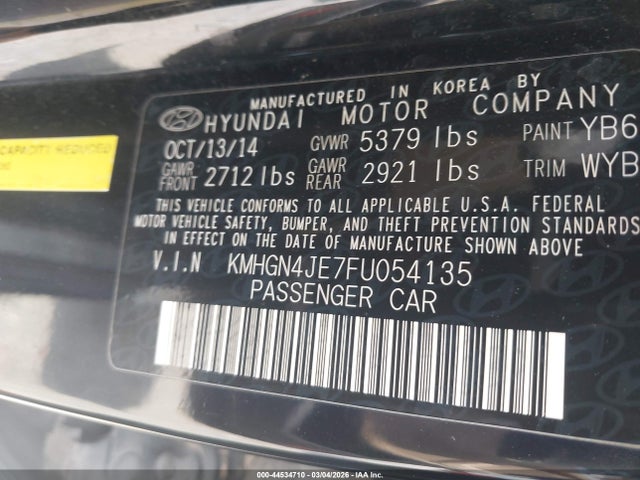 MANUFACTURED IN KOREA BY
HYUNDAI MOTOR COMPANY
OCT/13/14 GVWR 5379 lbs PAINT YB6
GAWR FRONT 2712 lbs GAWR REAR 2921 lbs TRIM WYB
THIS VEHICLE CONFORMS TO ALL APPLICABLE U.S.A. FEDERAL
MOTOR VEHICLE SAFETY, BUMPER, AND THEFT PREVENTION STANDARDS
IN EFFECT ON THE DATE OF MANUFACTURE SHOWN ABOVE
V.I.N KMHGN4JE7FU054135
PASSENGER CAR
CAPACITY REDUCED
000-44534710 - 03/04/2026 - COPART